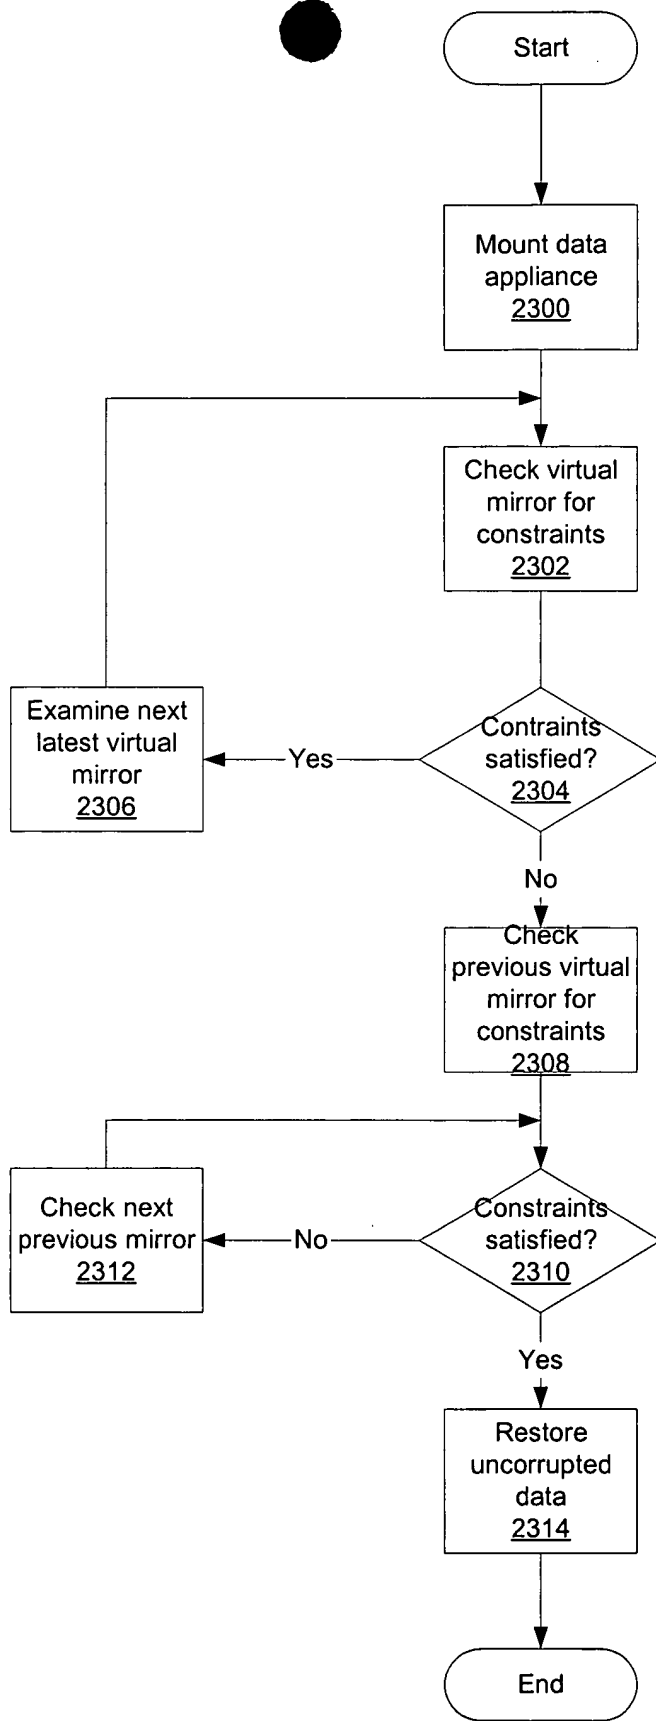 Start
Mount data
appliance
2300
Check virtual
mirror for
constraints
2302
Examine next
latest virtual
mirror
2306
Yes
Contraints
satisfied?
2304
No
Check
previous virtual
mirror for
constraints
2308
Check next
previous mirror
2312
No
Constraints
satisfied?
2310
Yes
Restore
uncorrupted
data
2314
End